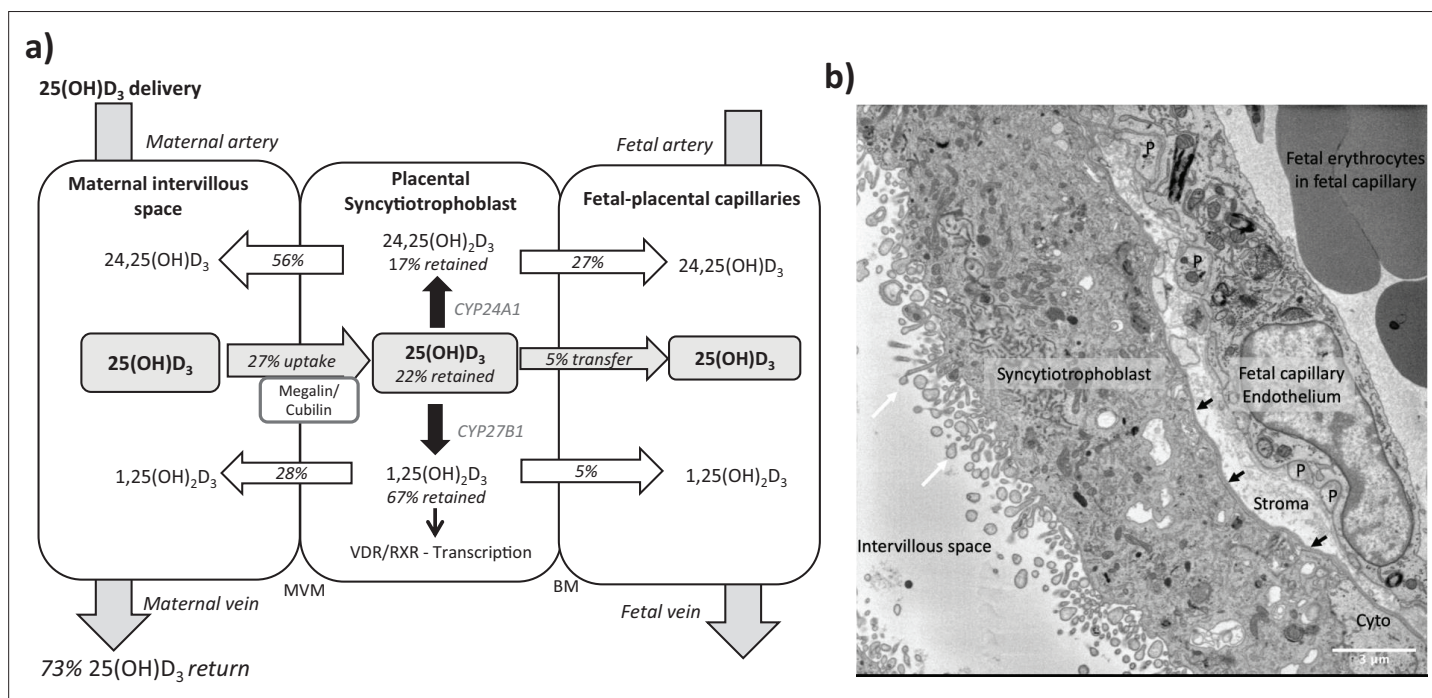 a)
25(OH)D₃ delivery
Maternal artery
Fetal artery
Maternal intervillous
space
Placental
Syncytiotrophoblast
Fetal-placental capillaries
24,25(OH)D₃
56%
24,25(OH)₂D₃
17% retained
27%
24,25(OH)D₃
CYP24A1
25(OH)D₃
27% uptake
25(OH)D₃
22% retained
5% transfer
25(OH)D₃
Megalin/
Cubilin
CYP27B1
1,25(OH)₂D₃
28%
1,25(OH)₂D₃
67% retained
5%
1,25(OH)₂D₃
VDR/RXR - Transcription
MVM
BM
Maternal vein
Fetal vein
73% 25(OH)D₃ return
b)
P
Fetal erythrocytes
in fetal capillary
P
Syncytiotrophoblast
Fetal capillary
Endothelium
P
P
Stroma
Intervillous space
Cyto
3 µm